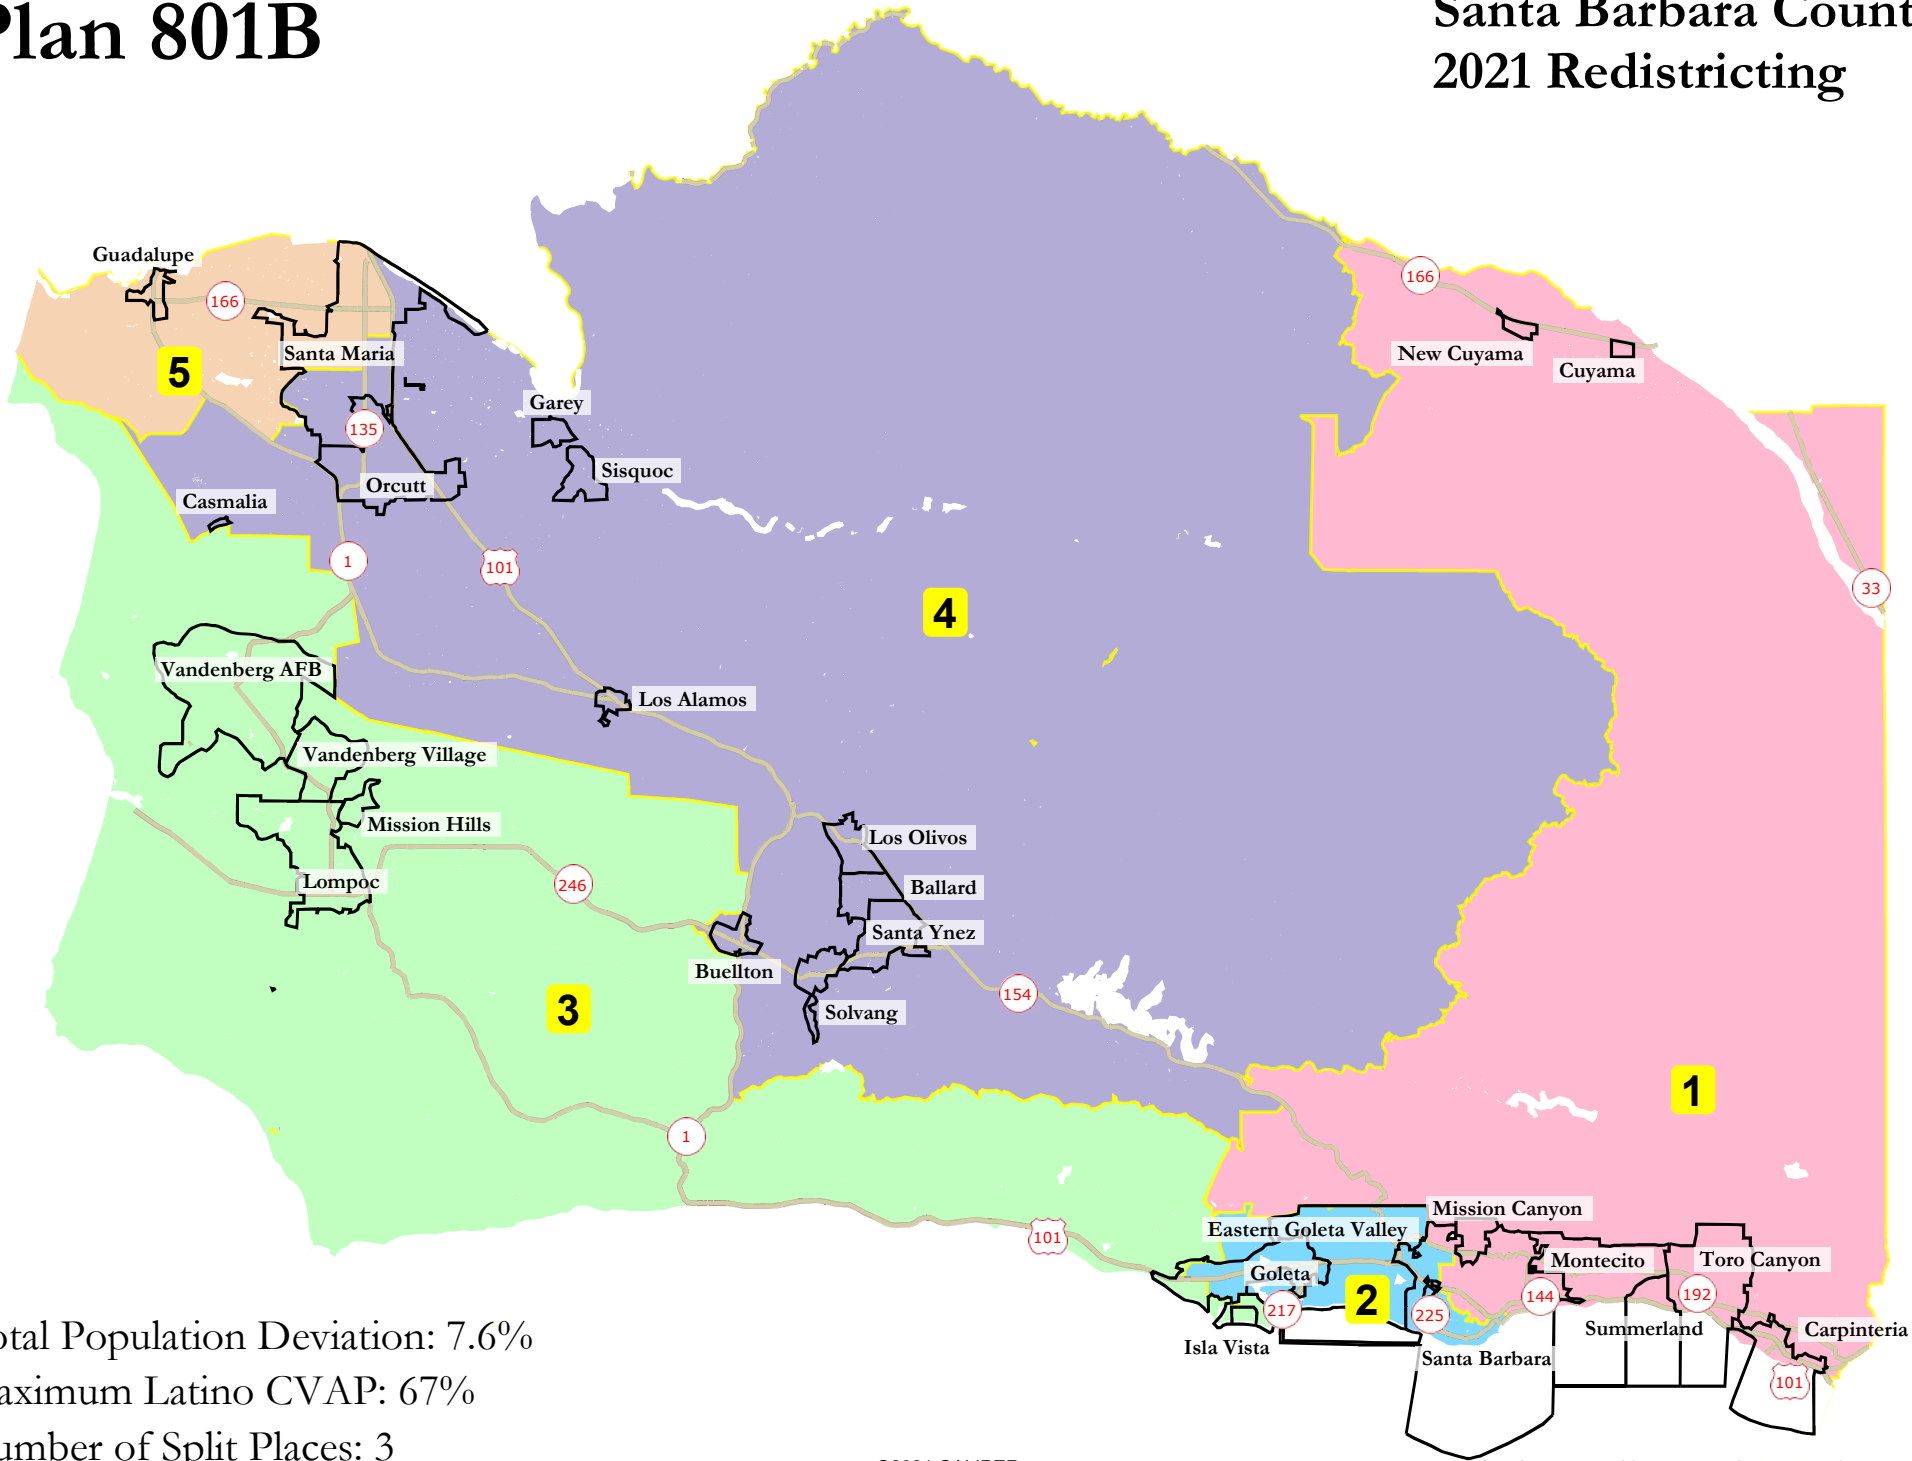 Plan 801B
Santa Barbara Count
2021 Redistricting
Guadalupe
166
5
Santa Maria
135
Garey
Sisquoc
Orcutt
Casmalia
1
101
166
New Cuyama
Cuyama
33
4
Vandenberg AFB
Los Alamos
Vandenberg Village
Mission Hills
Lompoc
246
Los Olivos
Ballard
Santa Ynez
Buellton
Solvang
154
3
1
1
101
Mission Canyon
Eastern Goleta Valley
Montecito
Toro Canyon
Goleta
217
2
225
144
192
Summerland
Carpinteria
Isla Vista
Santa Barbara
101
otal Population Deviation: 7.6%
aximum Latino CVAP: 67%
umber of Split Places: 3